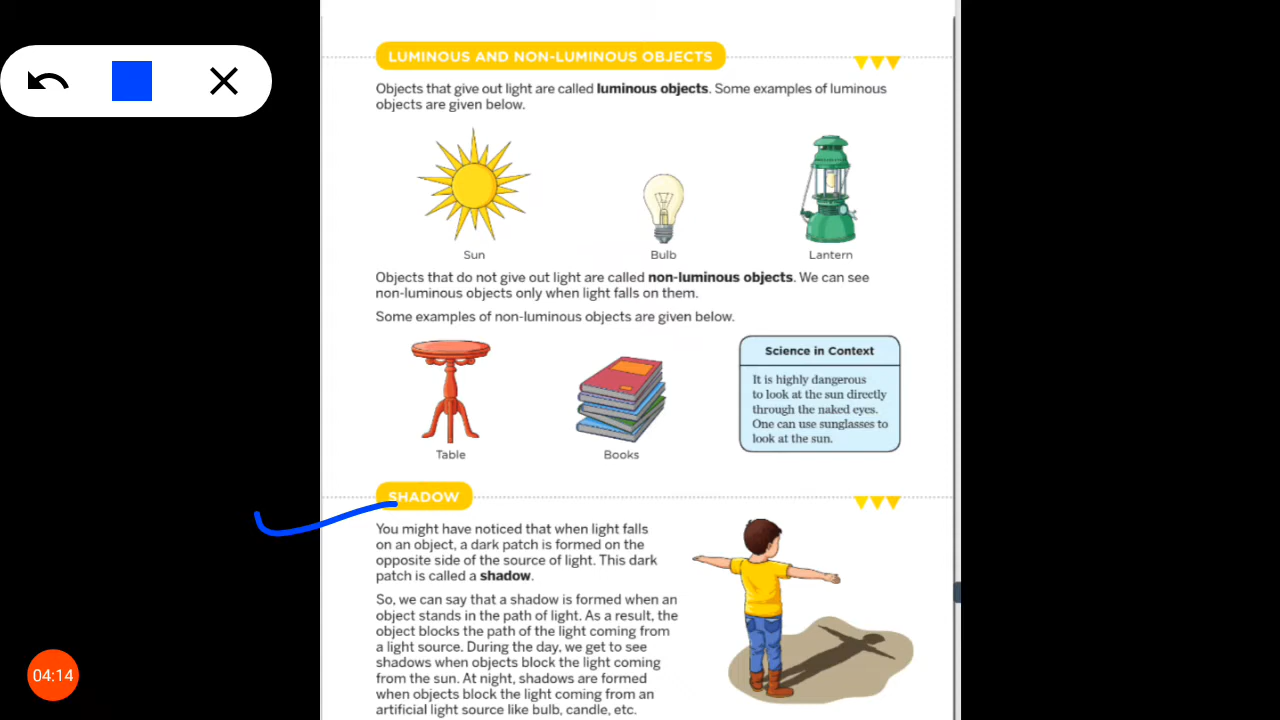 LUMINOUS AND NON-LUMINOUS OBJECTS
Objects that give out light are called luminous objects. Some examples of luminous
objects are given below.
Sun
Bulb
Lantern
Objects that do not give out light are called non-luminous objects. We can see
non-luminous objects only when light falls on them.
Some examples of non-luminous objects are given below.
Table
Books
Science in Context
It is highly dangerous
to look at the sun directly
through the naked eyes.
One can use sunglasses to
look at the sun.
SHADOW
You might have noticed that when light falls
on an object, a dark patch is formed on the
opposite side of the source of light. This dark
patch is called a shadow.
So, we can say that a shadow is formed when an
object stands in the path of light. As a result, the
object blocks the path of the light coming from
a light source. During the day, we get to see
shadows when objects block the light coming
from the sun. At night, shadows are formed
when objects block the light coming from an
artificial light source like bulb, candle, etc.
04:14